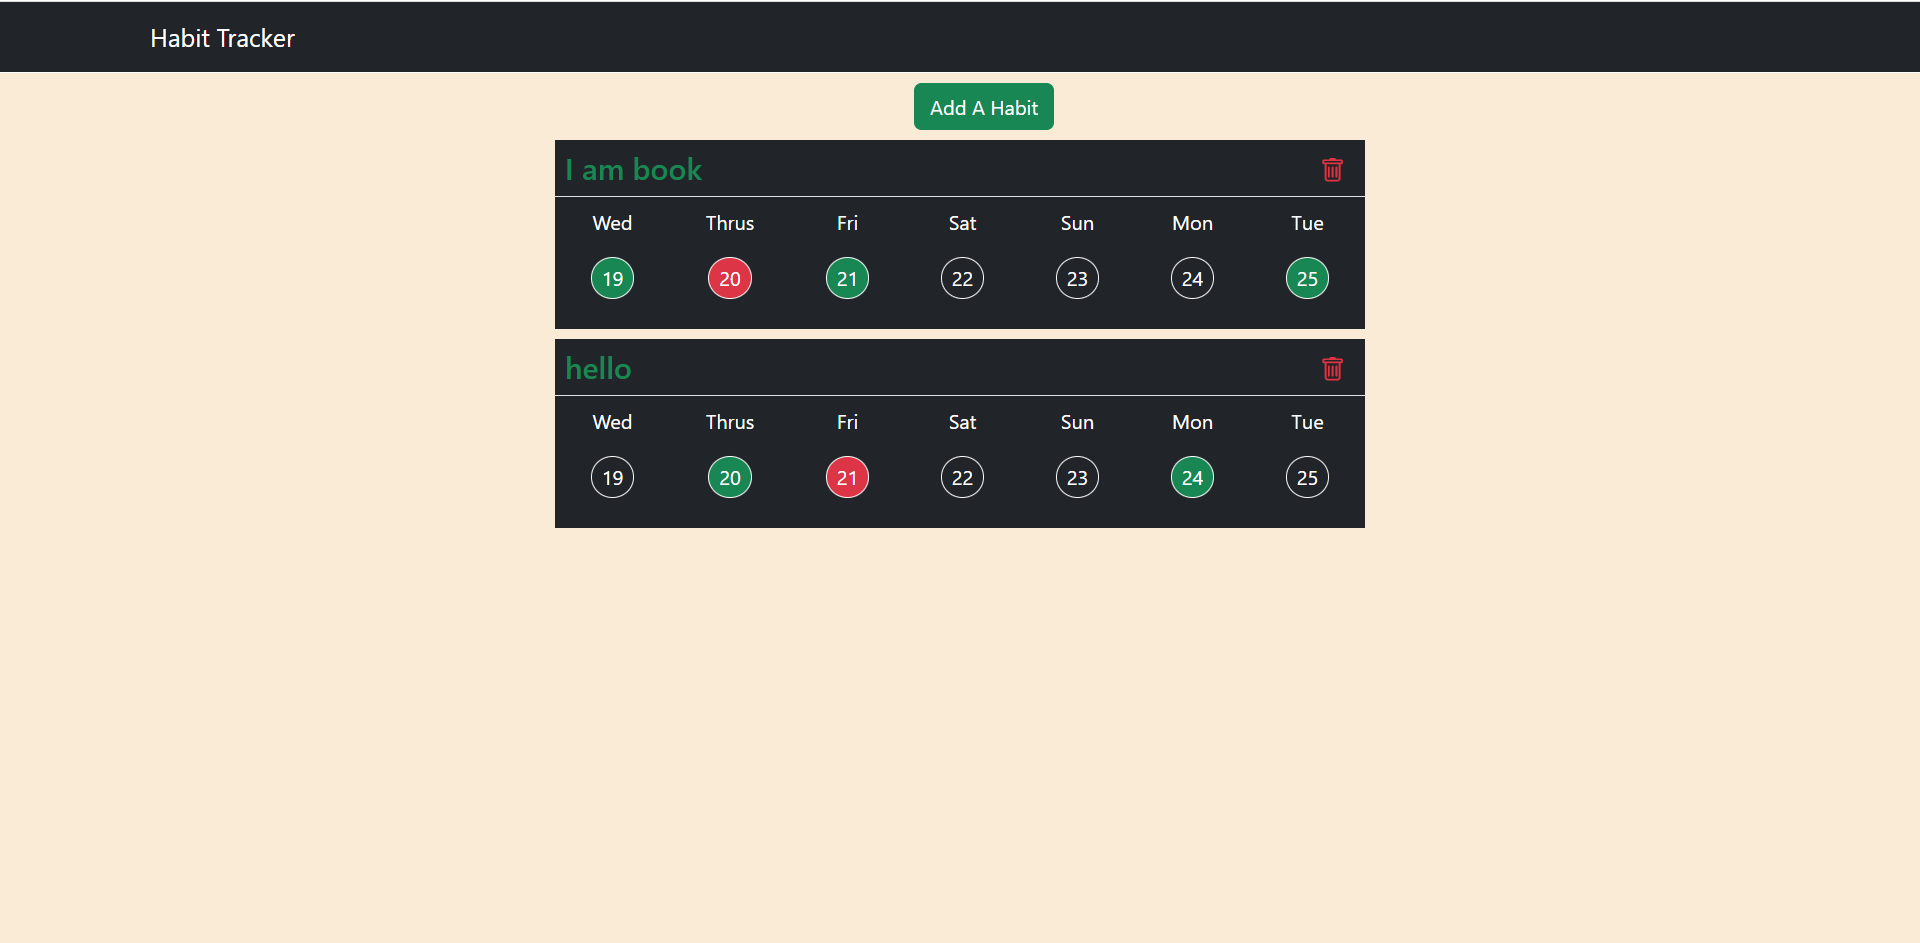 Habit Tracker
Add A Habit
I am book
Wed Thrus Fri Sat Sun Mon Tue
19 20 21 22 23 24 25
hello
Wed Thrus Fri Sat Sun Mon Tue
19 20 21 22 23 24 25